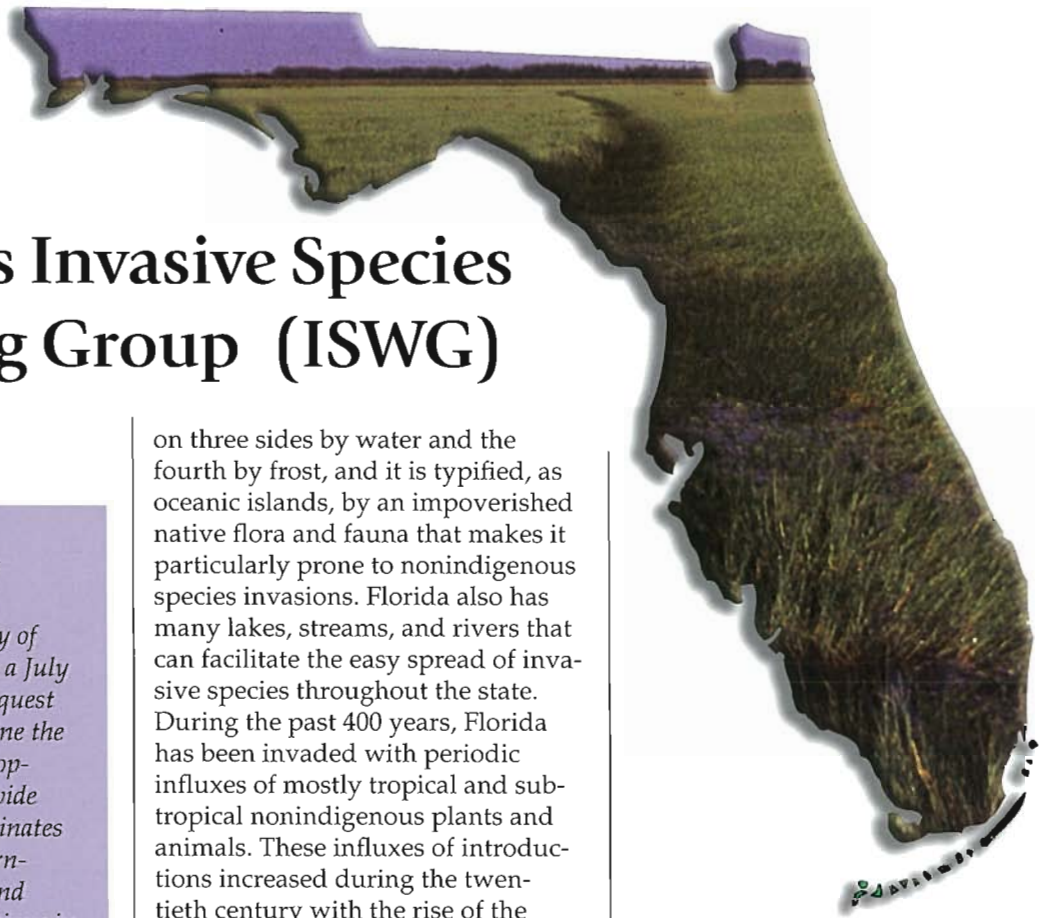 s Invasive Species
g Group (ISWG)
y of
a July
quest
ne the
op-
vide
inates
rn-
nd
on three sides by water and the
fourth by frost, and it is typified, as
oceanic islands, by an impoverished
native flora and fauna that makes it
particularly prone to nonindigenous
species invasions. Florida also has
many lakes, streams, and rivers that
can facilitate the easy spread of inva-
sive species throughout the state.
During the past 400 years, Florida
has been invaded with periodic
influxes of mostly tropical and sub-
tropical nonindigenous plants and
animals. These influxes of introduc-
tions increased during the twen-
tieth century with the rise of the